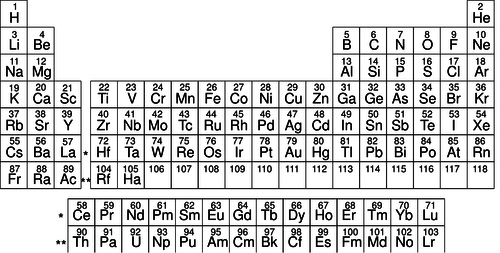 1 2
H He
3 4 5 6 7 8 9 10
Li Be B C N O F Ne
11 12 13 14 15 16 17 18
Na Mg Al Si P S Cl Ar
19 20 21 22 23 24 25 26 27 28 29 30 31 32 33 34 35 36
K Ca Sc Ti V Cr Mn Fe Co Ni Cu Zn Ga Ge As Se Br Kr
37 38 39 40 41 42 43 44 45 46 47 48 49 50 51 52 53 54
Rb Sr Y Zr Nb Mo Tc Ru Rh Pd Ag Cd In Sn Sb Te I Xe
55 56 57 72 73 74 75 76 77 78 79 80 81 82 83 84 85 86
Cs Ba La * Hf Ta W Re Os Ir Pt Au Hg Tl Pb Bi Po At Rn
87 88 89 104 105 106 107 108 109 110 111 112 113 114 115 116 117 118
Fr Ra Ac ** Rf Ha
58 59 60 61 62 63 64 65 66 67 68 69 70 71
* Ce Pr Nd Pm Sm Eu Gd Tb Dy Ho Er Tm Yb Lu
90 91 92 93 94 95 96 97 98 99 100 101 102 103
** Th Pa U Np Pu Am Cm Bk Cf Es Fm Md No Lr